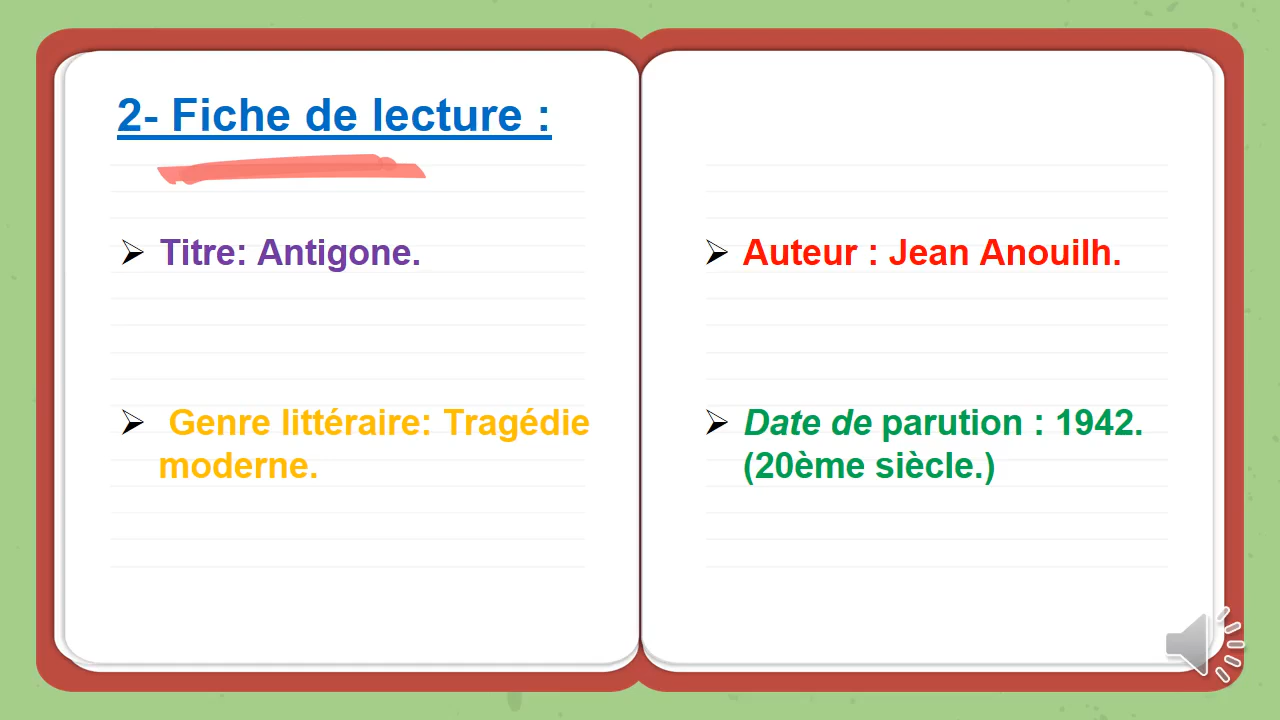 2- Fiche de lecture :
➢ Titre: Antigone.
➢ Genre littéraire: Tragédie
moderne.
➢ Auteur : Jean Anouilh.
➢ Date de parution : 1942.
(20ème siècle.)